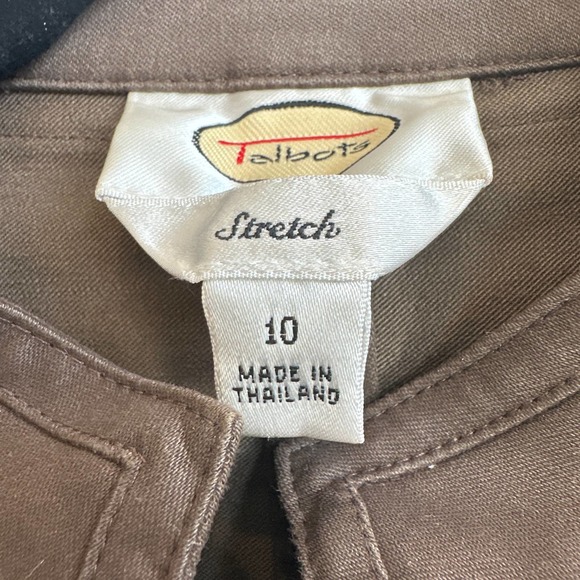 Talbots
Stretch
10
MADE IN
THAILAND